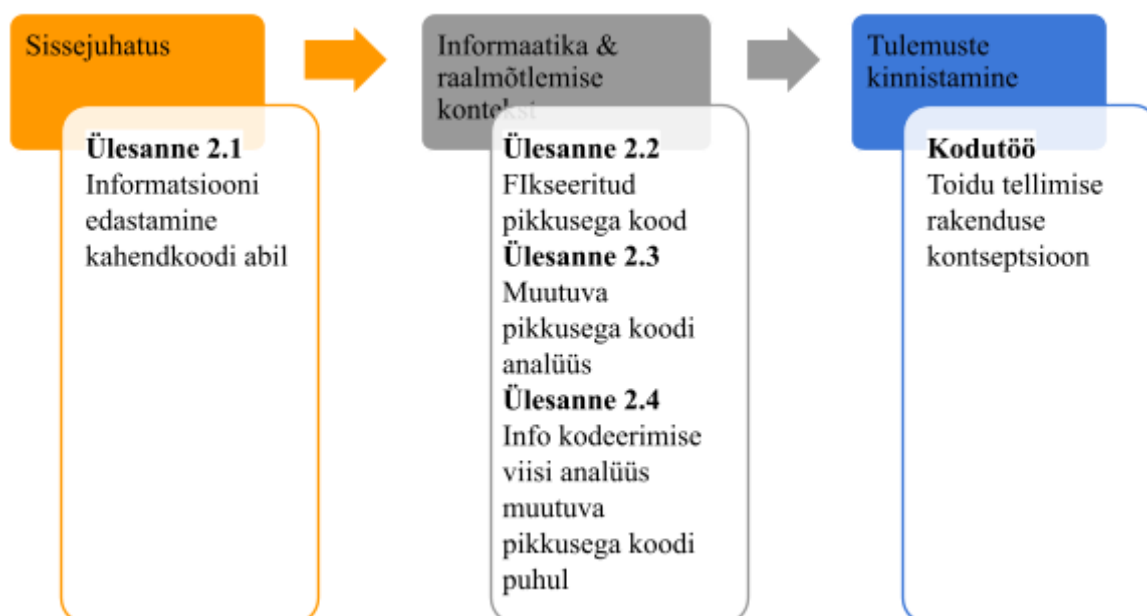 Sissejuhatus
Ülesanne 2.1
Informatsiooni
edastamine
kahendkoodi abil
Informaatika &
raalmõtlemise
kontekst
Ülesanne 2.2
FIkseeritud
pikkusega kood
Ülesanne 2.3
Muutuva
pikkusega koodi
analüüs
Ülesanne 2.4
Info kodeerimise
viisi analüüs
muutuva
pikkusega koodi
puhul
Tulemuste
kinnistamine
Kodutöö
Toidu tellimise
rakenduse
kontseptsioon